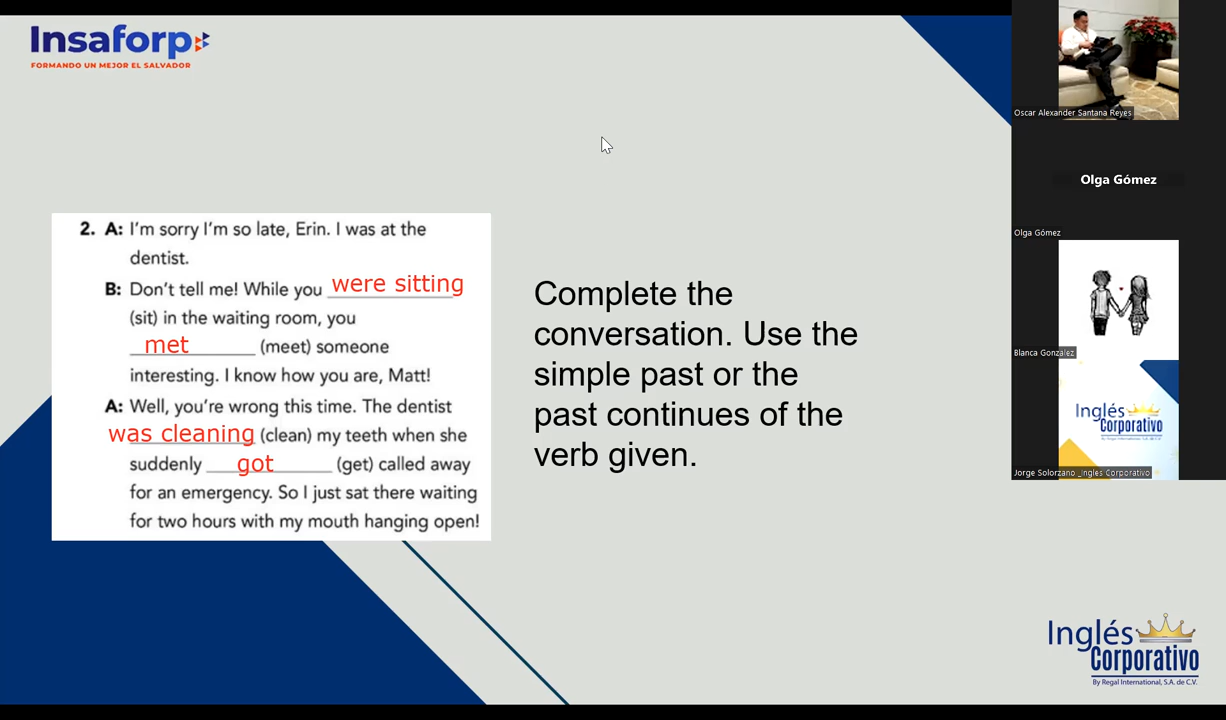 Insaforp
FORMANDO UN MEJOR EL SALVADOR
2. A: I'm sorry I'm so late, Erin. I was at the
dentist.
B: Don't tell me! While you were sitting
(sit) in the waiting room, you
met (meet) someone
interesting. I know how you are, Matt!
A: Well, you're wrong this time. The dentist
was cleaning (clean) my teeth when she
suddenly got (get) called away
for an emergency. So I just sat there waiting
for two hours with my mouth hanging open!
Complete the
conversation. Use the
simple past or the
past continues of the
verb given.
Oscar Alexander Santana Reyes
Olga Gómez
Olga Gómez
Blanca González
Inglés
Corporativo
By Regal International, S.A. de C.V.
Jorge Solorzano _Ingles Corporativo
Inglés
Corporativo
By Regal International, S.A. de C.V.